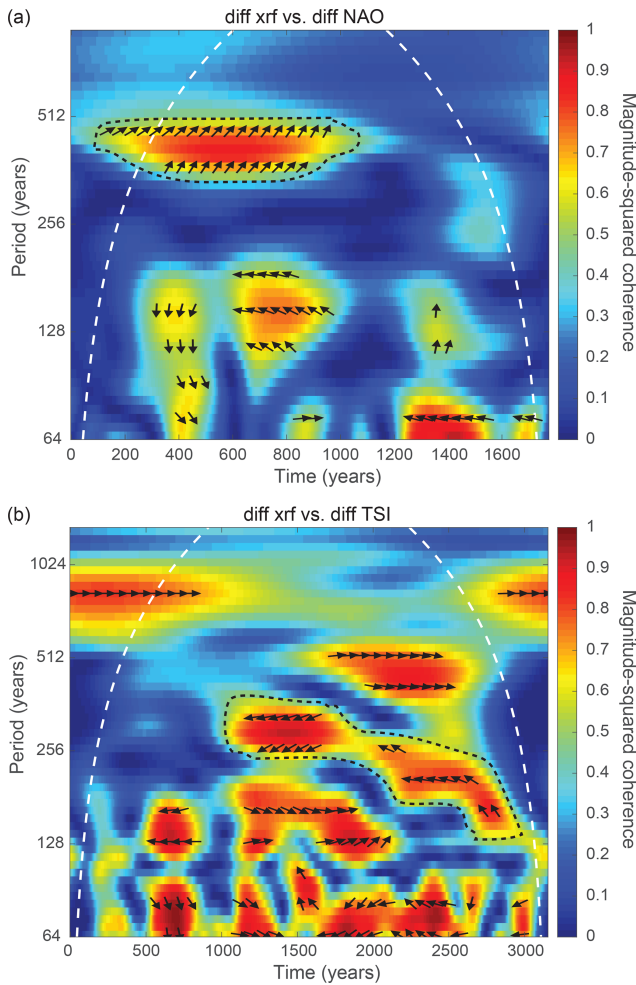 (a)
diff xrf vs. diff NAO
512
256
128
64
Period (years)
0 200 400 600 800 1000 1200 1400 1600
Time (years)
1
0.9
0.8
0.7
0.6
0.5
0.4
0.3
0.2
0.1
0
Magnitude-squared coherence
(b)
diff xrf vs. diff TSI
1024
512
256
128
64
Period (years)
0 500 1000 1500 2000 2500 3000
Time (years)
1
0.9
0.8
0.7
0.6
0.5
0.4
0.3
0.2
0.1
0
Magnitude-squared coherence